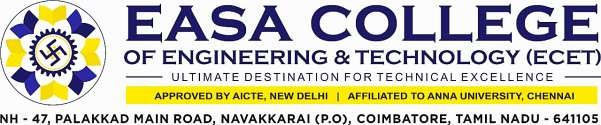 EASA COLLEGE
OF ENGINEERING & TECHNOLOGY (ECET)
ULTIMATE DESTINATION FOR TECHNICAL EXCELLENCE
APPROVED BY AICTE, NEW DELHI | AFFILIATED TO ANNA UNIVERSITY, CHENNAI
NH - 47, PALAKKAD MAIN ROAD, NAVAKKARAI (P.O), COIMBATORE, TAMIL NADU - 641105